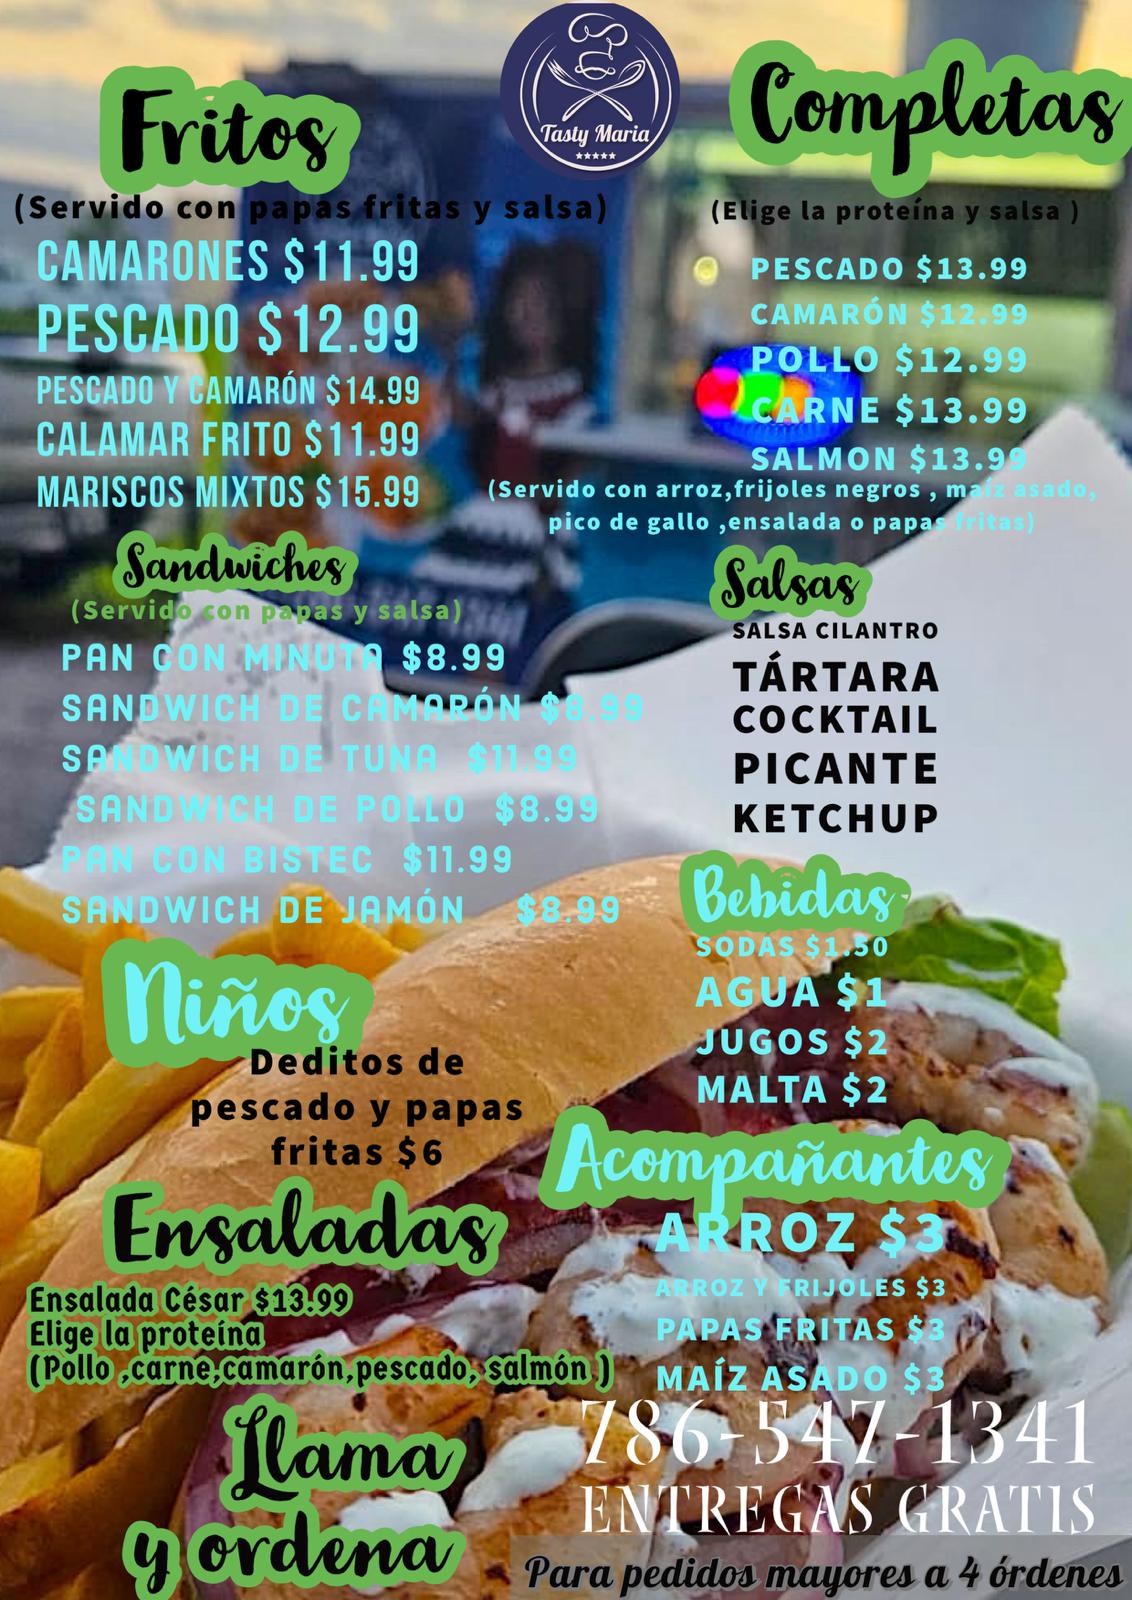 Tasty Maria
Fritos
(Servido con papas fritas y salsa)
CAMARONES $11.99
PESCADO $12.99
PESCADO Y CAMARÓN $14.99
CALAMAR FRITO $11.99
MARISCOS MIXTOS $15.99
Sandwiches
(Servido con papas y salsa)
PAN CON MINUTA $8.99
SANDWICH DE CAMARÓN $8.99
SANDWICH DE TUNA $11.99
SANDWICH DE POLLO $8.99
PAN CON BISTEC $11.99
SANDWICH DE JAMÓN $8.99
Niños
Deditos de
pescado y papas
fritas $6
Ensaladas
Ensalada César $13.99
Elige la proteína
(Pollo ,carne,camarón,pescado, salmón )
Llama
y ordena
Completas
(Elige la proteína y salsa )
PESCADO $13.99
CAMARÓN $12.99
POLLO $12.99
CARNE $13.99
SALMON $13.99
(Servido con arroz,frijoles negros , maíz asado,
pico de gallo ,ensalada o papas fritas)
Salsas
SALSA CILANTRO
TÁRTARA
COCKTAIL
PICANTE
KETCHUP
Bebidas
SODAS $1.50
AGUA $1
JUGOS $2
MALTA $2
Acompañantes
ARROZ $3
ARROZ Y FRIJOLES $3
PAPAS FRITAS $3
MAÍZ ASADO $3
786-547-1341
ENTREGAS GRATIS
Para pedidos mayores a 4 órdenes